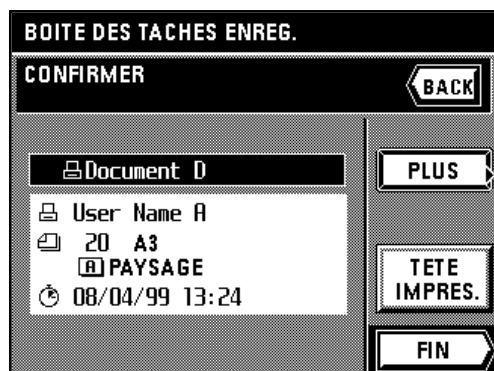 BOITE DES TACHES ENREG.
CONFIRMER
BACK
Document D
PLUS
User Name A
20 A3
A PAYSAGE
08/04/99 13:24
TETE
IMPRES.
FIN